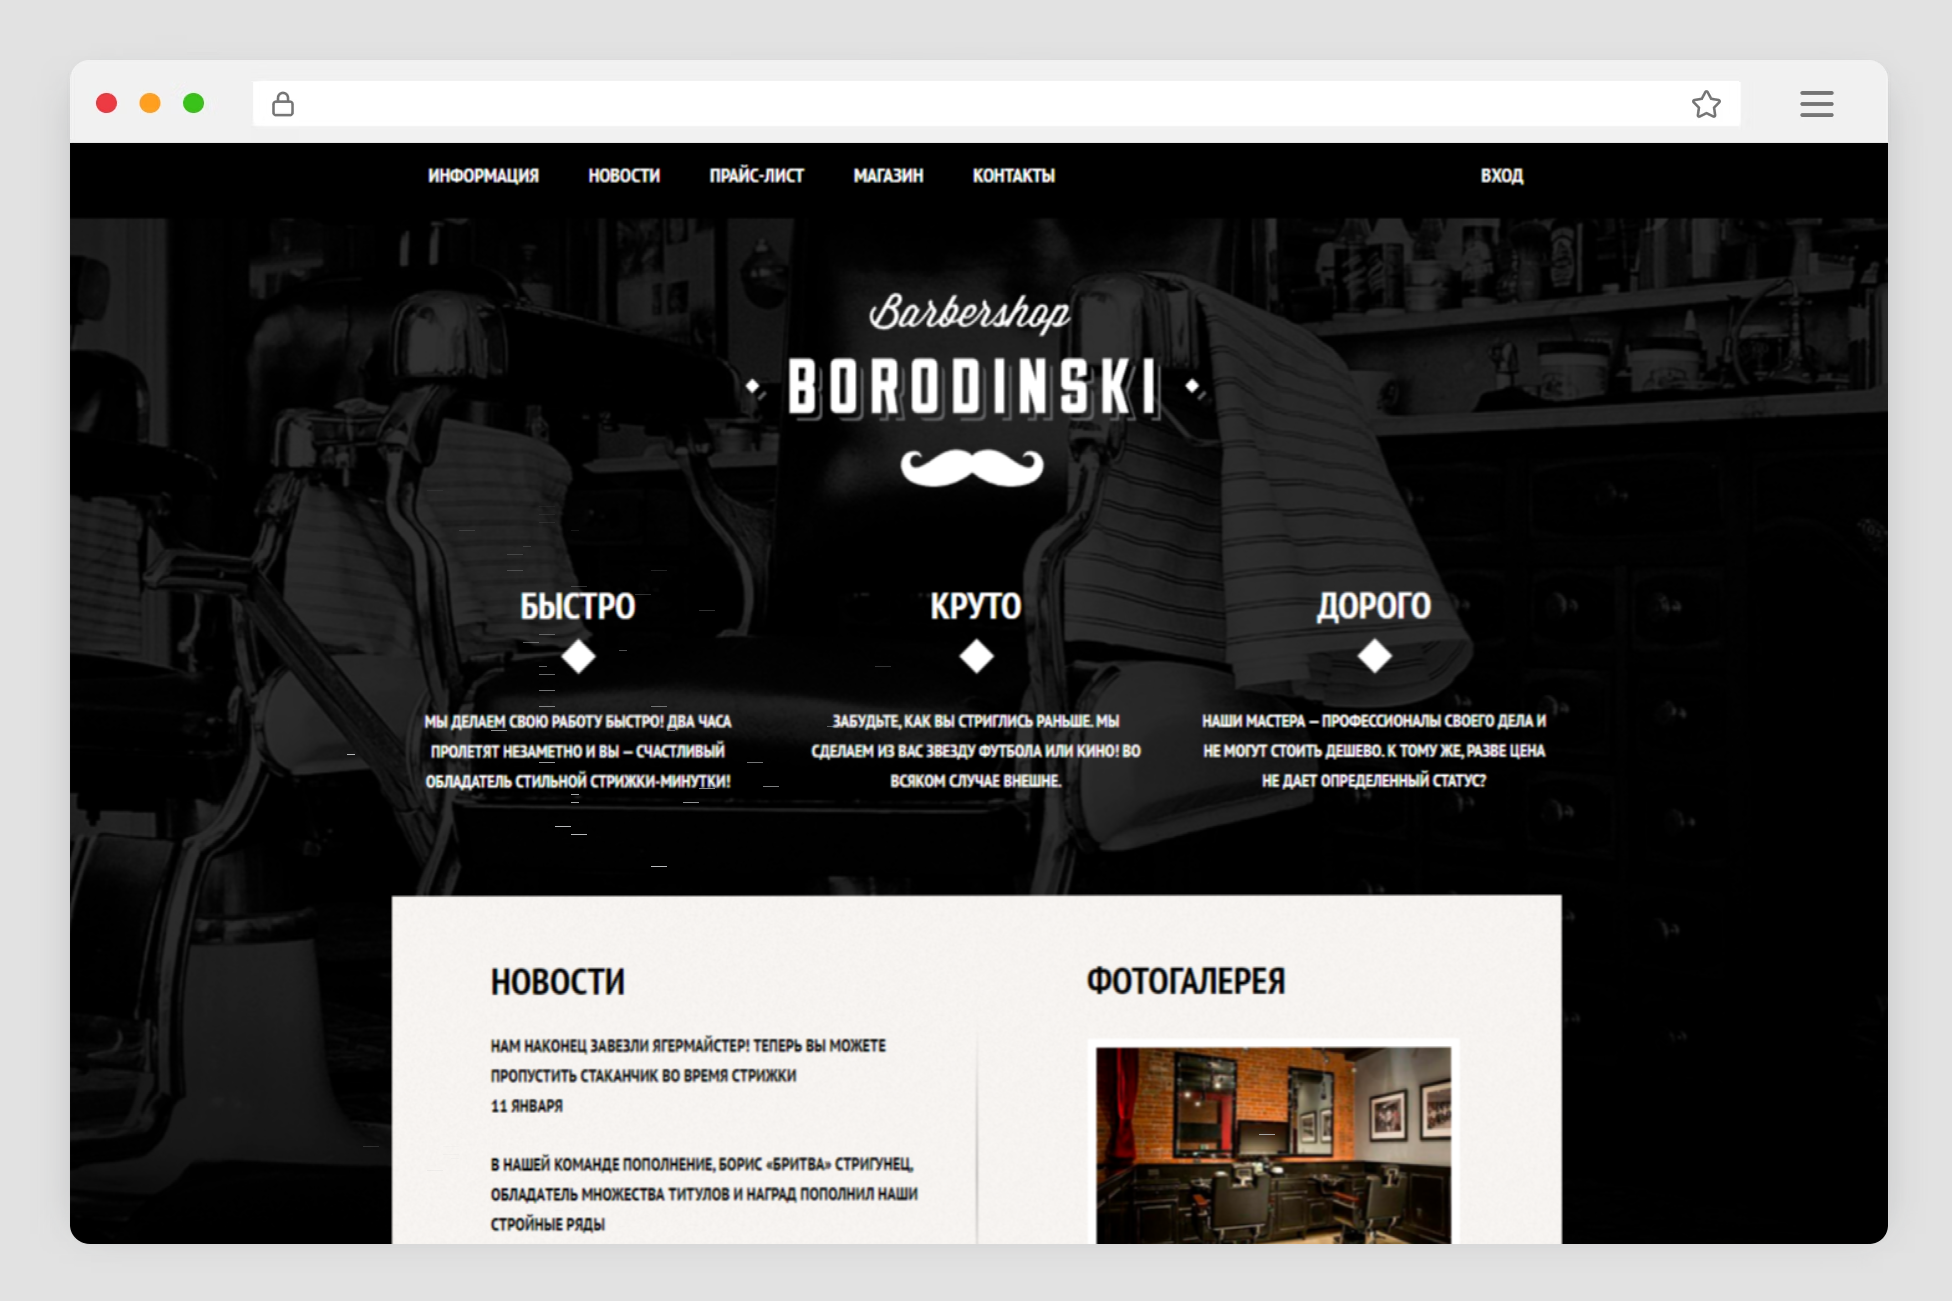 ИНФОРМАЦИЯ НОВОСТИ ПРАЙС-ЛИСТ МАГАЗИН КОНТАКТЫ ВХОД
Barbershop
BORODINSKI
БЫСТРО
МЫ ДЕЛАЕМ СВОЮ РАБОТУ БЫСТРО! ДВА ЧАСА
ПРОЛЕТЯТ НЕЗАМЕТНО И ВЫ — СЧАСТЛИВЫЙ
ОБЛАДАТЕЛЬ СТИЛЬНОЙ СТРИЖКИ-МИНУТКИ!
КРУТО
ЗАБУДЬТЕ, КАК ВЫ СТРИГЛИСЬ РАНЬШЕ. МЫ
СДЕЛАЕМ ИЗ ВАС ЗВЕЗДУ ФУТБОЛА ИЛИ КИНО! ВО
ВСЯКОМ СЛУЧАЕ ВНЕШНЕ.
ДОРОГО
НАШИ МАСТЕРА — ПРОФЕССИОНАЛЫ СВОЕГО ДЕЛА И
НЕ МОГУТ СТОИТЬ ДЕШЕВО. К ТОМУ ЖЕ, РАЗВЕ ЦЕНА
НЕ ДАЕТ ОПРЕДЕЛЕННЫЙ СТАТУС?
НОВОСТИ
НАМ НАКОНЕЦ ЗАВЕЗЛИ ЯГЕРМАЙСТЕР! ТЕПЕРЬ ВЫ МОЖЕТЕ
ПРОПУСТИТЬ СТАКАНЧИК ВО ВРЕМЯ СТРИЖКИ
11 ЯНВАРЯ
В НАШЕЙ КОМАНДЕ ПОПОЛНЕНИЕ, БОРИС «БРИТВА» СТРИГУНЕЦ,
ОБЛАДАТЕЛЬ МНОЖЕСТВА ТИТУЛОВ И НАГРАД ПОПОЛНИЛ НАШИ
СТРОЙНЫЕ РЯДЫ
ФОТОГАЛЕРЕЯ